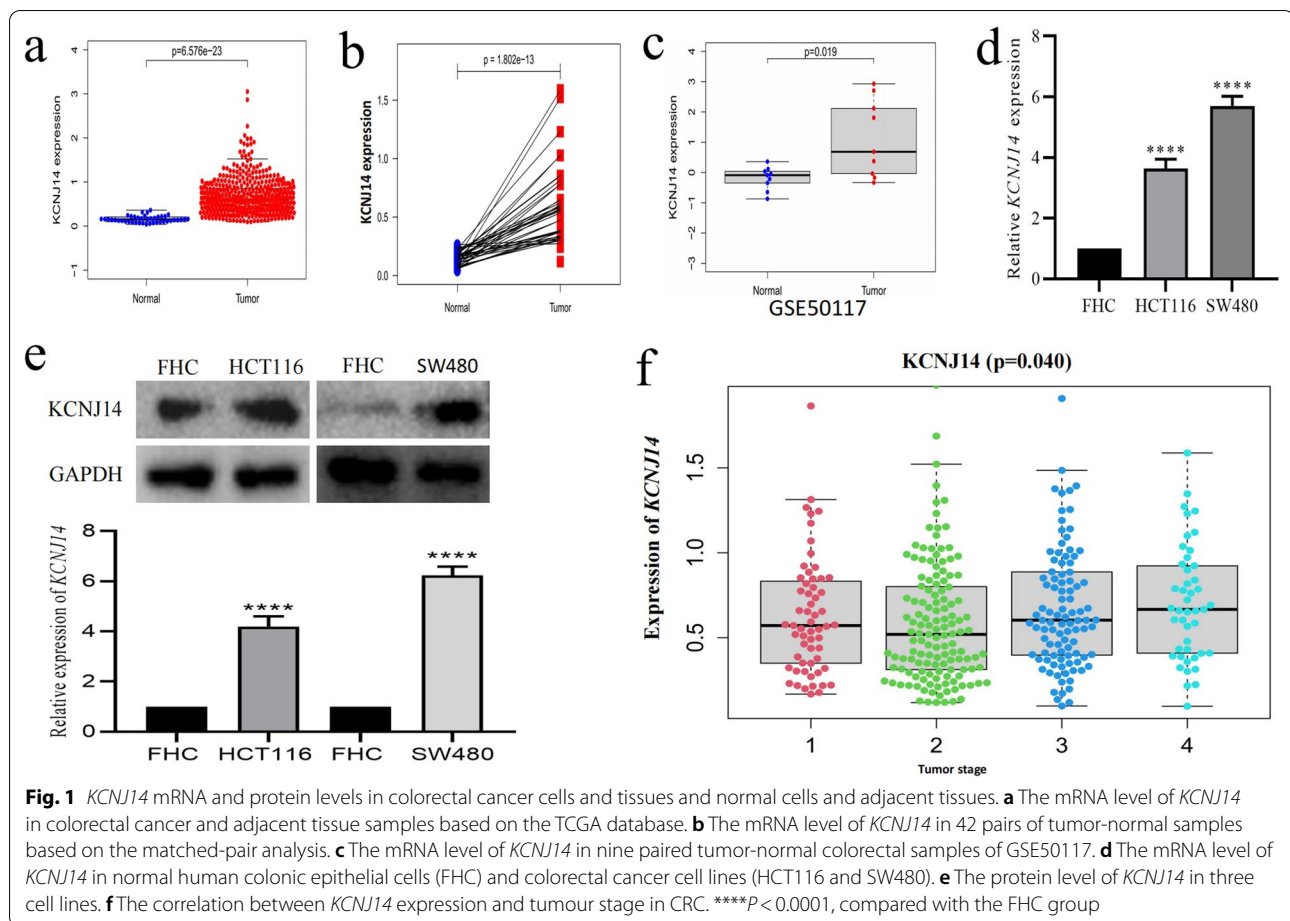 a
p=6.576e−23
KCNJ14 expression
4
3
2
1
0
−1
Normal
Tumor
b
p = 1.802e−13
KCNJ14 expression
1.5
1.0
0.5
0.0
Normal
Tumor
c
p=0.019
KCNJ14 expression
4
3
2
1
0
−1
−2
−3
Normal
Tumor
GSE50117
d
Relative KCNJ14 expression
8
6
4
2
0
****
****
FHC
HCT116
SW480
e
FHC HCT116 FHC SW480
KCNJ14
GAPDH
Relative expression of KCNJ14
8
6
4
2
0
****
****
FHC HCT116 FHC SW480
f
KCNJ14 (p=0.040)
Expression of KCNJ14
1.5
1.0
0.5
1 2 3 4
Tumor stage
Fig. 1 KCNJ14 mRNA and protein levels in colorectal cancer cells and tissues and normal cells and adjacent tissues. a The mRNA level of KCNJ14
in colorectal cancer and adjacent tissue samples based on the TCGA database. b The mRNA level of KCNJ14 in 42 pairs of tumor-normal samples
based on the matched-pair analysis. c The mRNA level of KCNJ14 in nine paired tumor-normal colorectal samples of GSE50117. d The mRNA level of
KCNJ14 in normal human colonic epithelial cells (FHC) and colorectal cancer cell lines (HCT116 and SW480). e The protein level of KCNJ14 in three
cell lines. f The correlation between KCNJ14 expression and tumour stage in CRC. ****P < 0.0001, compared with the FHC group